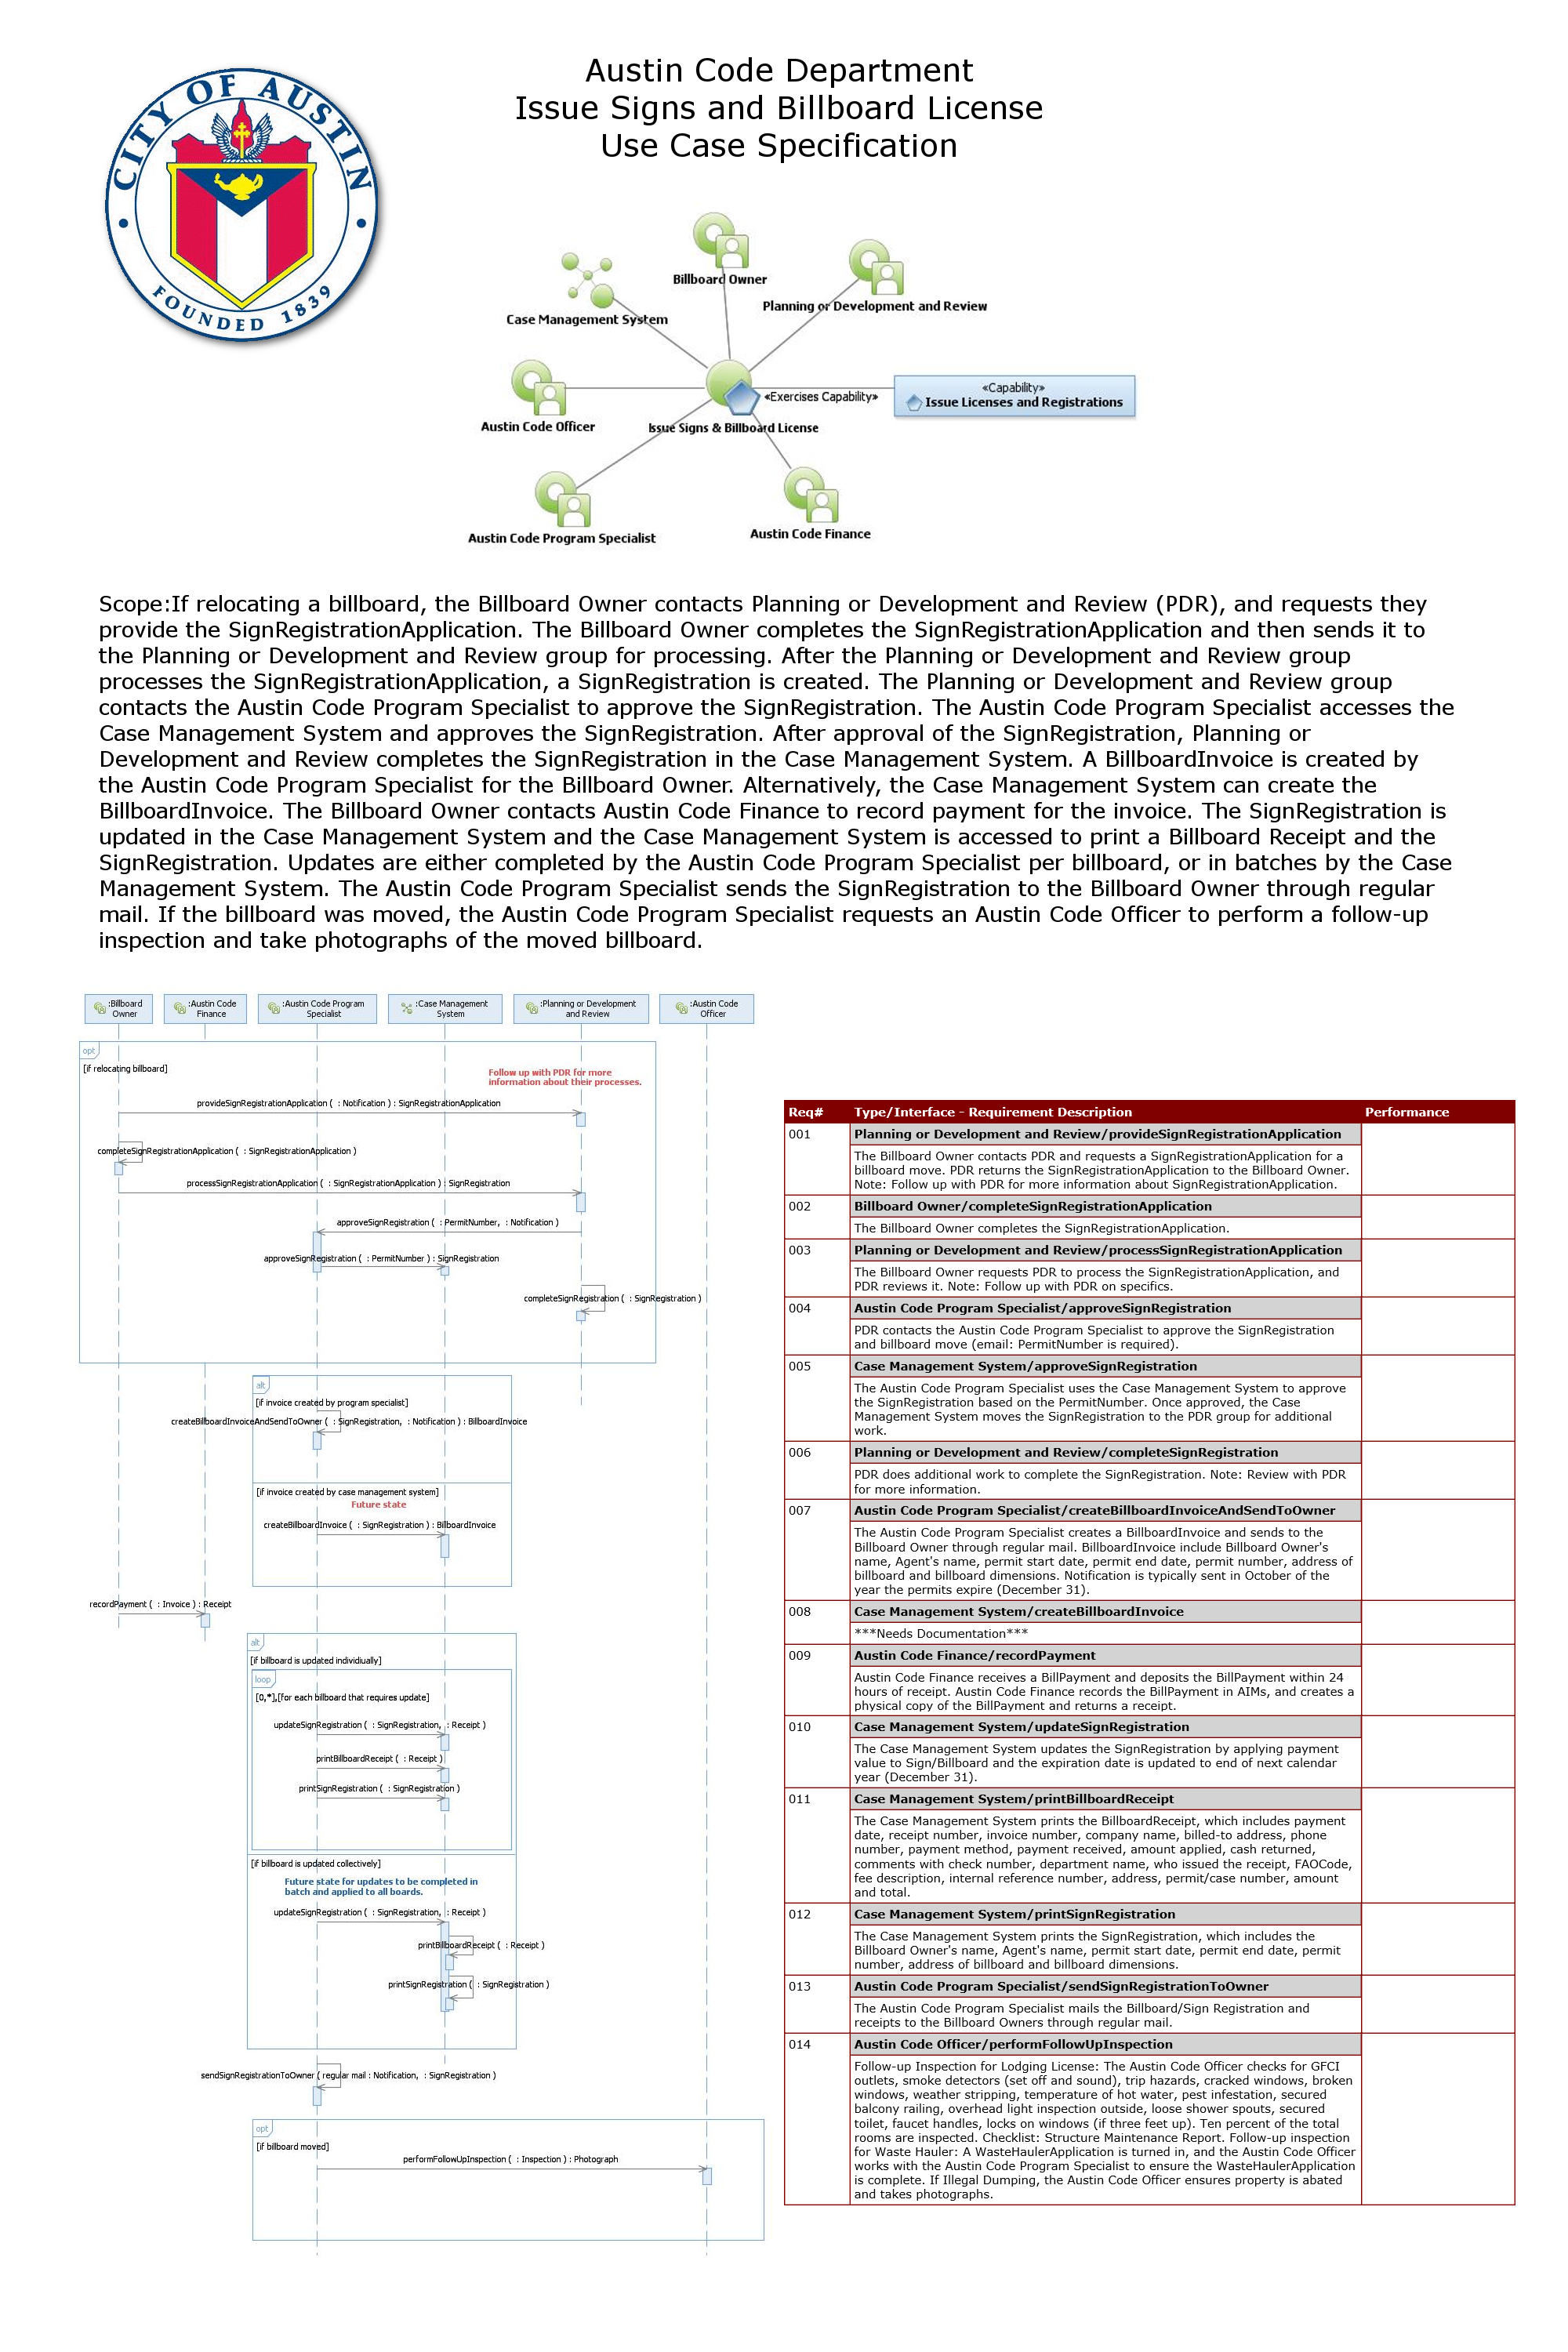 CITY OF AUSTIN
FOUNDED 1839
Austin Code Department
Issue Signs and Billboard License
Use Case Specification
Billboard Owner
Case Management System
Planning or Development and Review
«Capability»
Issue Licenses and Registrations
«Exercises Capability»
Austin Code Officer
Issue Signs & Billboard License
Austin Code Program Specialist
Austin Code Finance
Scope:If relocating a billboard, the Billboard Owner contacts Planning or Development and Review (PDR), and requests they
provide the SignRegistrationApplication. The Billboard Owner completes the SignRegistrationApplication and then sends it to
the Planning or Development and Review group for processing. After the Planning or Development and Review group
processes the SignRegistrationApplication, a SignRegistration is created. The Planning or Development and Review group
contacts the Austin Code Program Specialist to approve the SignRegistration. The Austin Code Program Specialist accesses the
Case Management System and approves the SignRegistration. After approval of the SignRegistration, Planning or
Development and Review completes the SignRegistration in the Case Management System. A BillboardInvoice is created by
the Austin Code Program Specialist for the Billboard Owner. Alternatively, the Case Management System can create the
BillboardInvoice. The Billboard Owner contacts Austin Code Finance to record payment for the invoice. The SignRegistration is
updated in the Case Management System and the Case Management System is accessed to print a Billboard Receipt and the
SignRegistration. Updates are either completed by the Austin Code Program Specialist per billboard, or in batches by the Case
Management System. The Austin Code Program Specialist sends the SignRegistration to the Billboard Owner through regular
mail. If the billboard was moved, the Austin Code Program Specialist requests an Austin Code Officer to perform a follow-up
inspection and take photographs of the moved billboard.
:Billboard
Owner
:Austin Code
Finance
:Austin Code Program
Specialist
:Case Management
System
:Planning or Development
and Review
:Austin Code
Officer
opt
[if relocating billboard]
Follow up with PDR for more
information about their processes.
provideSignRegistrationApplication ( : Notification ) : SignRegistrationApplication
completeSignRegistrationApplication ( : SignRegistrationApplication )
processSignRegistrationApplication ( : SignRegistrationApplication ) : SignRegistration
approveSignRegistration ( : PermitNumber, : Notification )
approveSignRegistration ( : PermitNumber ) : SignRegistration
completeSignRegistration ( : SignRegistration )
alt
[if invoice created by program specialist]
createBillboardInvoiceAndSendToOwner ( : SignRegistration, : Notification ) : BillboardInvoice
[if invoice created by case management system]
Future state
createBillboardInvoice ( : SignRegistration ) : BillboardInvoice
recordPayment ( : Invoice ) : Receipt
alt
[if billboard is updated individiually]
loop
[0,*],[for each billboard that requires update]
updateSignRegistration ( : SignRegistration, : Receipt )
printBillboardReceipt ( : Receipt )
printSignRegistration ( : SignRegistration )
[if billboard is updated collectively]
Future state for updates to be completed in
batch and applied to all boards.
updateSignRegistration ( : SignRegistration, : Receipt )
printBillboardReceipt ( : Receipt )
printSignRegistration ( : SignRegistration )
sendSignRegistrationToOwner ( regular mail : Notification, : SignRegistration )
opt
[if billboard moved]
performFollowUpInspection ( : Inspection ) : Photograph
Req# Type/Interface - Requirement Description Performance
001 Planning or Development and Review/provideSignRegistrationApplication
The Billboard Owner contacts PDR and requests a SignRegistrationApplication for a
billboard move. PDR returns the SignRegistrationApplication to the Billboard Owner.
Note: Follow up with PDR for more information about SignRegistrationApplication.
002 Billboard Owner/completeSignRegistrationApplication
The Billboard Owner completes the SignRegistrationApplication.
003 Planning or Development and Review/processSignRegistrationApplication
The Billboard Owner requests PDR to process the SignRegistrationApplication, and
PDR reviews it. Note: Follow up with PDR on specifics.
004 Austin Code Program Specialist/approveSignRegistration
PDR contacts the Austin Code Program Specialist to approve the SignRegistration
and billboard move (email: PermitNumber is required).
005 Case Management System/approveSignRegistration
The Austin Code Program Specialist uses the Case Management System to approve
the SignRegistration based on the PermitNumber. Once approved, the Case
Management System moves the SignRegistration to the PDR group for additional
work.
006 Planning or Development and Review/completeSignRegistration
PDR does additional work to complete the SignRegistration. Note: Review with PDR
for more information.
007 Austin Code Program Specialist/createBillboardInvoiceAndSendToOwner
The Austin Code Program Specialist creates a BillboardInvoice and sends to the
Billboard Owner through regular mail. BillboardInvoice include Billboard Owner's
name, Agent's name, permit start date, permit end date, permit number, address of
billboard and billboard dimensions. Notification is typically sent in October of the
year the permits expire (December 31).
008 Case Management System/createBillboardInvoice
***Needs Documentation***
009 Austin Code Finance/recordPayment
Austin Code Finance receives a BillPayment and deposits the BillPayment within 24
hours of receipt. Austin Code Finance records the BillPayment in AIMs, and creates a
physical copy of the BillPayment and returns a receipt.
010 Case Management System/updateSignRegistration
The Case Management System updates the SignRegistration by applying payment
value to Sign/Billboard and the expiration date is updated to end of next calendar
year (December 31).
011 Case Management System/printBillboardReceipt
The Case Management System prints the BillboardReceipt, which includes payment
date, receipt number, invoice number, company name, billed-to address, phone
number, payment method, payment received, amount applied, cash returned,
comments with check number, department name, who issued the receipt, FAOCode,
fee description, internal reference number, address, permit/case number, amount
and total.
012 Case Management System/printSignRegistration
The Case Management System prints the SignRegistration, which includes the
Billboard Owner's name, Agent's name, permit start date, permit end date, permit
number, address of billboard and billboard dimensions.
013 Austin Code Program Specialist/sendSignRegistrationToOwner
The Austin Code Program Specialist mails the Billboard/Sign Registration and
receipts to the Billboard Owners through regular mail.
014 Austin Code Officer/performFollowUpInspection
Follow-up Inspection for Lodging License: The Austin Code Officer checks for GFCI
outlets, smoke detectors (set off and sound), trip hazards, cracked windows, broken
windows, weather stripping, temperature of hot water, pest infestation, secured
balcony railing, overhead light inspection outside, loose shower spouts, secured
toilet, faucet handles, locks on windows (if three feet up). Ten percent of the total
rooms are inspected. Checklist: Structure Maintenance Report. Follow-up inspection
for Waste Hauler: A WasteHaulerApplication is turned in, and the Austin Code Officer
works with the Austin Code Program Specialist to ensure the WasteHaulerApplication
is complete. If Illegal Dumping, the Austin Code Officer ensures property is abated
and takes photographs.